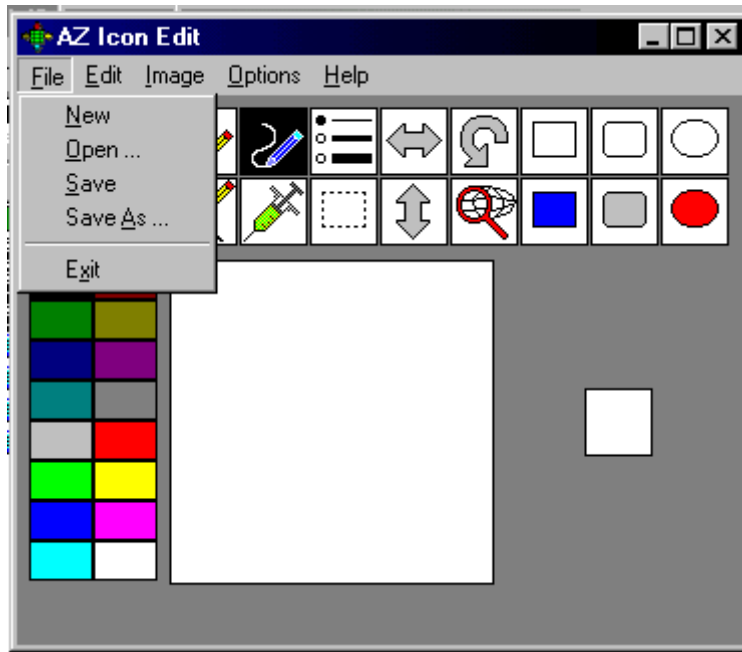 AZ Icon Edit
File Edit Image Options Help
New
Open ...
Save
Save As ...
Exit